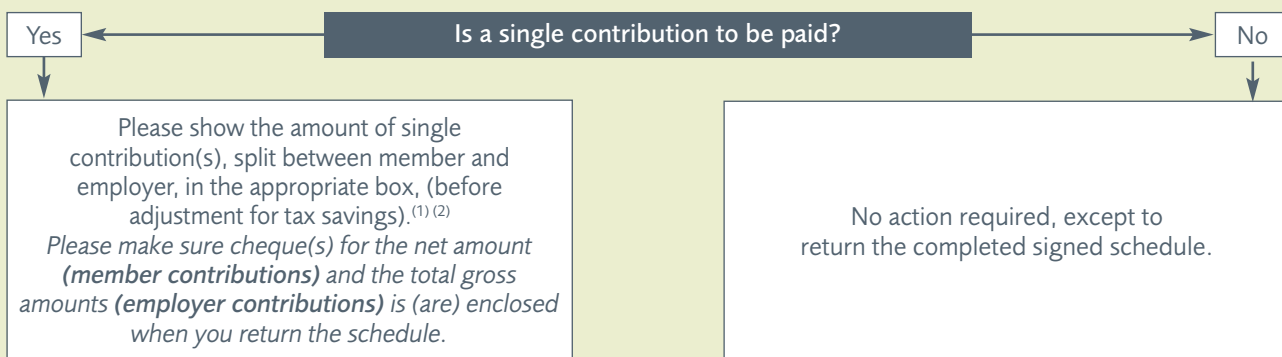 Is a single contribution to be paid?
Yes
No
Please show the amount of single
contribution(s), split between member and
employer, in the appropriate box, (before
adjustment for tax savings).(1) (2)
Please make sure cheque(s) for the net amount
(member contributions) and the total gross
amounts (employer contributions) is (are) enclosed
when you return the schedule.
No action required, except to
return the completed signed schedule.